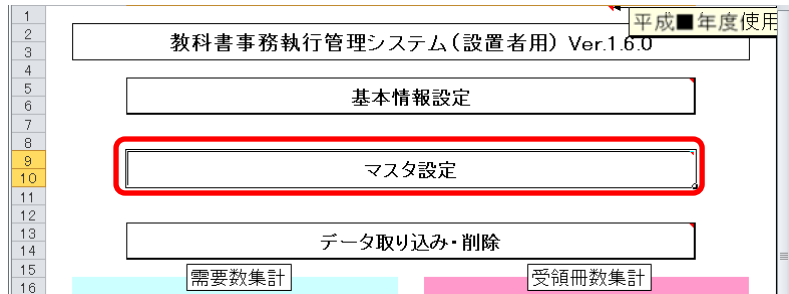 平成■年度使用
教科書事務執行管理システム(設置者用) Ver.1.6.0
基本情報設定
マスタ設定
データ取り込み・削除
需要数集計 受領冊数集計
1
2
3
4
5
6
7
8
9
10
11
12
13
14
15
16